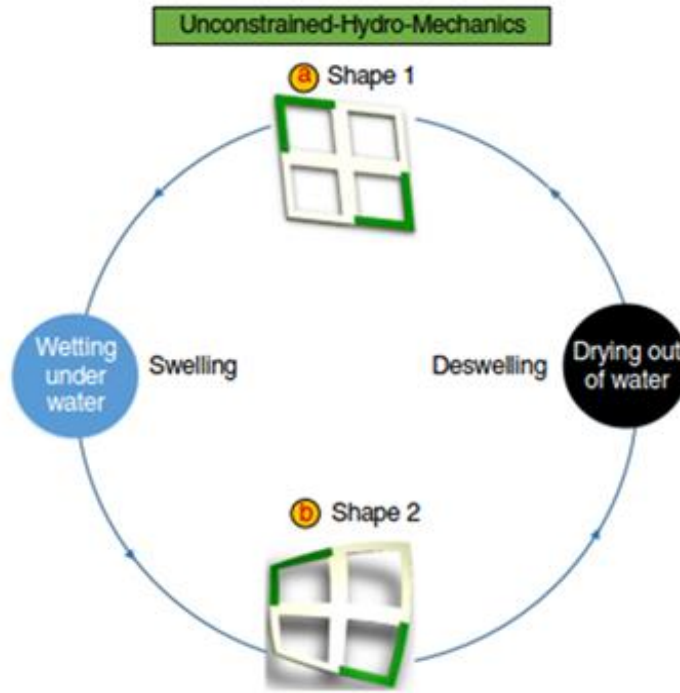 Unconstrained-Hydro-Mechanics
a Shape 1
Wetting
under
water
Swelling
Deswelling
Drying out
of water
b Shape 2